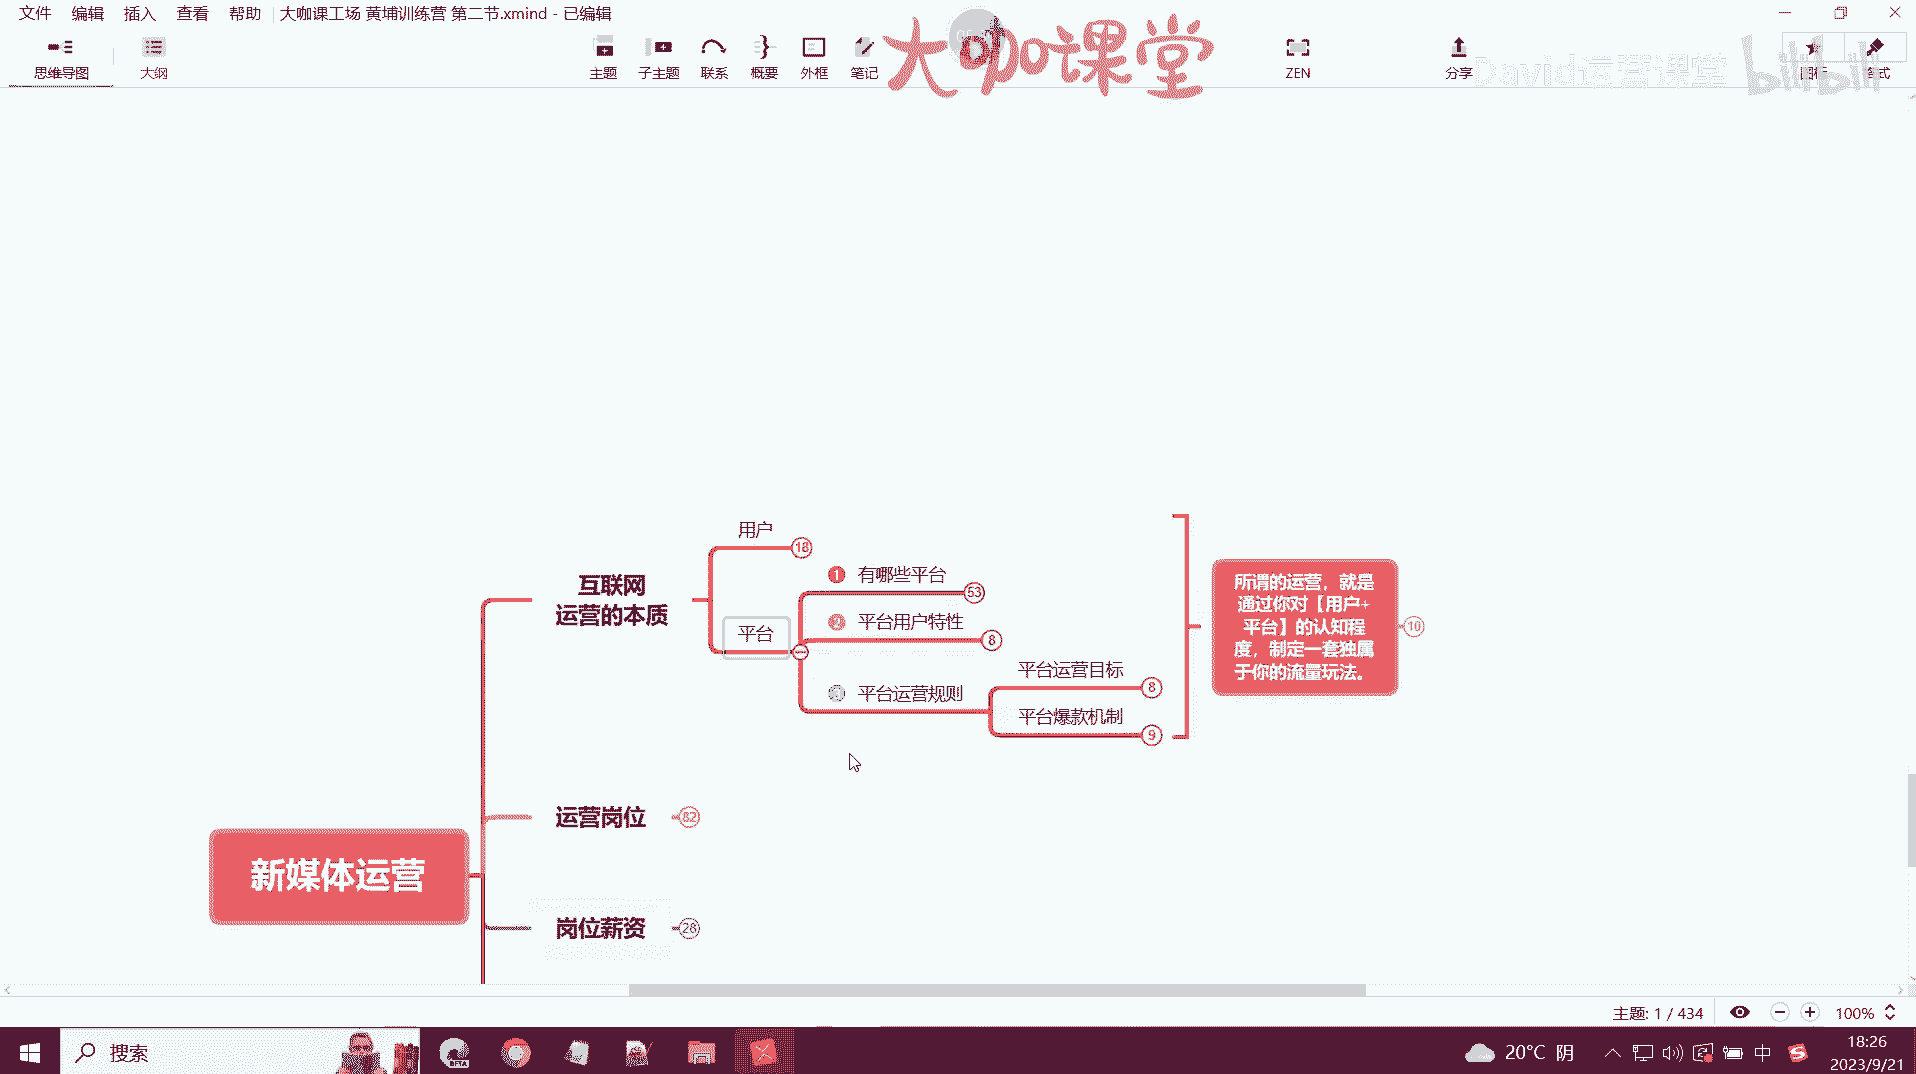 文件 编辑 插入 查看 帮助 大咖课工场 黄埔训练营 第二节.xmind - 已编辑
思维导图 大纲 主题 子主题 联系 概要 外框 笔记 ZEN 分享
大咖课堂
David运营课堂 bilibili
用户 18
1 有哪些平台 53
2 平台用户特性 8
平台
平台运营规则
平台运营目标 8
平台爆款机制 9
互联网
运营的本质
所谓的运营，就是
通过你对【用户+
平台】的认知程
度，制定一套独属
于你的流量玩法。
10
运营岗位 82
新媒体运营
岗位薪资 28
主题: 1 / 434 100%
搜索 BETA 20°C 阴 中 18:26
2023/9/21